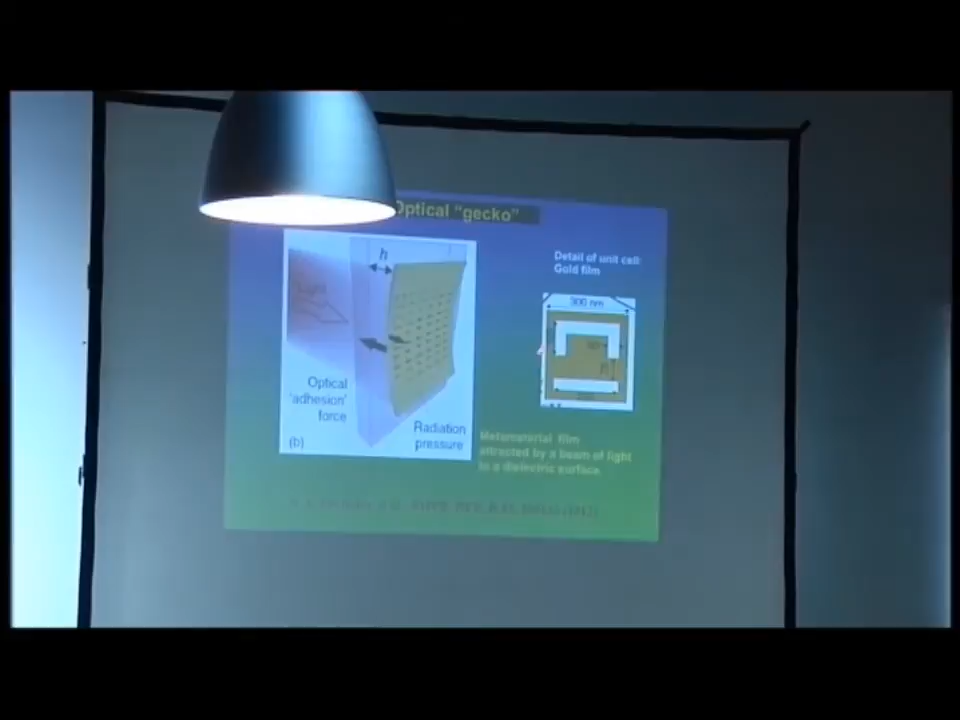 Optical "gecko"
h
Light
Optical
'adhesion'
force
(b)
Radiation
pressure
Detail of unit cell:
Gold film
300 nm
Metamaterial film
attracted by a beam of light
to a dielectric surface